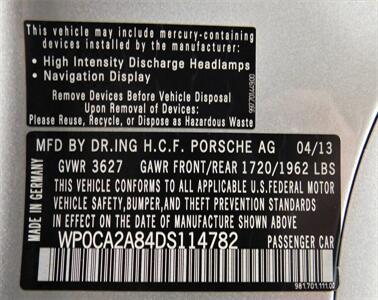 This vehicle may include mercury-containing
devices installed by the manufacturer:
• High Intensity Discharge Headlamps
• Navigation Display
Remove Devices Before Vehicle Disposal
Upon Removal of Devices:
Please Reuse, Recycle, or Dispose as Hazardous Waste
MFD BY DR.ING H.C.F. PORSCHE AG 04/13
GVWR 3627 GAWR FRONT/REAR 1720/1962 LBS
THIS VEHICLE CONFORMS TO ALL APPLICABLE U.S.FEDERAL MOTOR
VEHICLE SAFETY,BUMPER,AND THEFT PREVENTION STANDARDS
IN EFFECT ON THE DATE OF MANUFACTURE SHOWN ABOVE
WP0CA2A84DS114782 PASSENGER CAR
MADE IN GERMANY
981.701.111.00